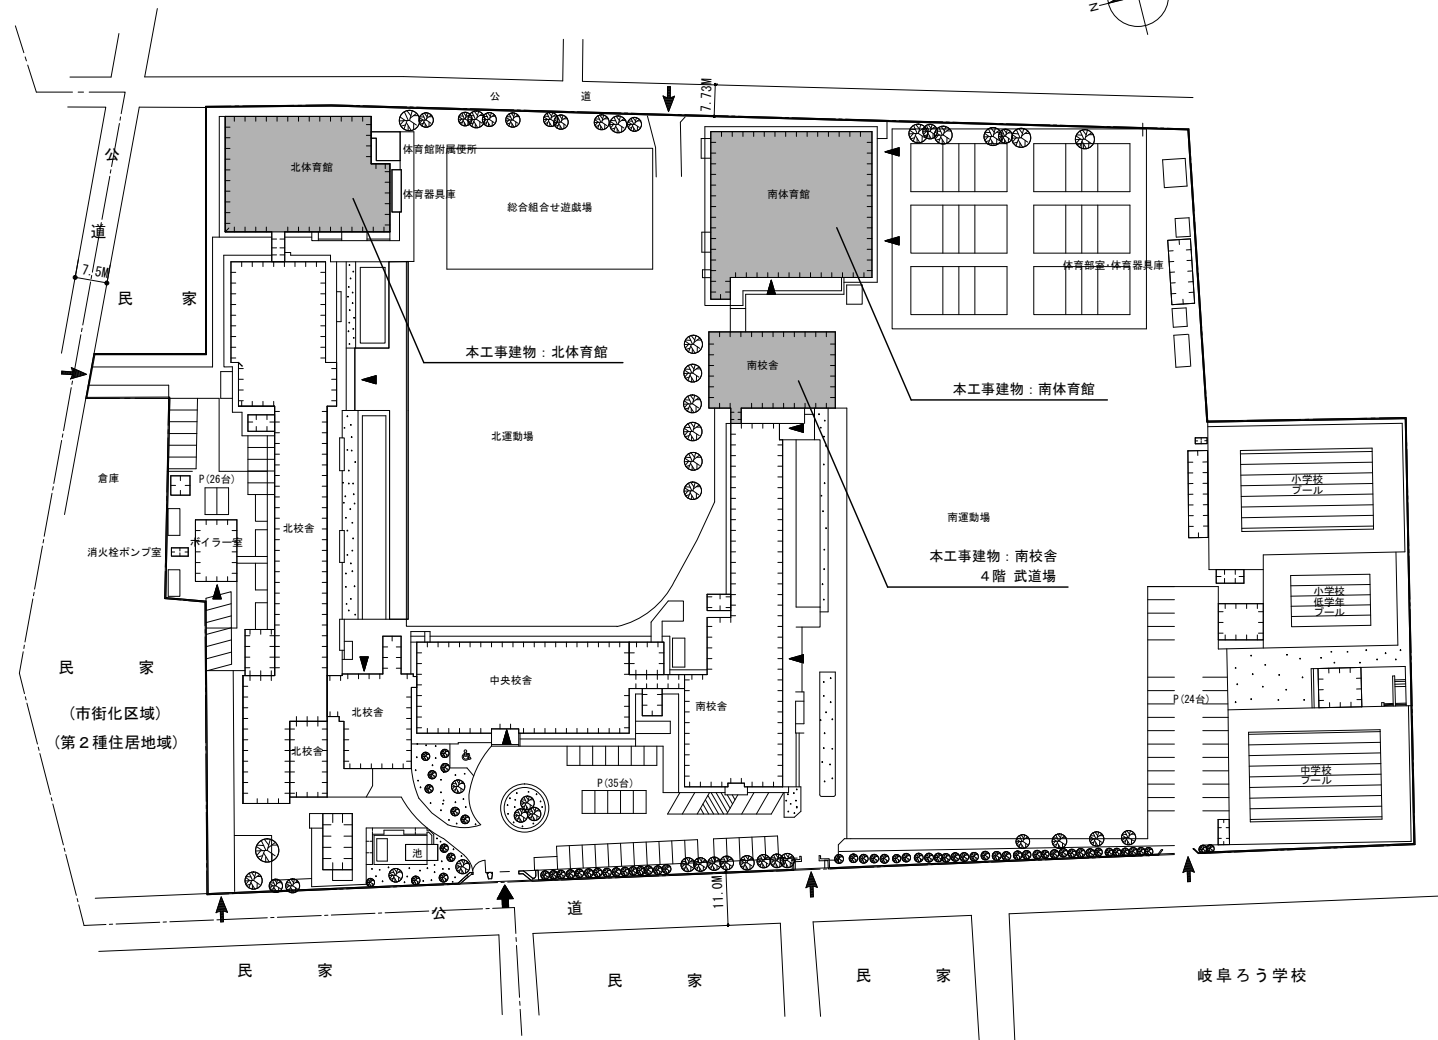 N
公　道
7.73M
公
道
7.5M
民　家
北体育館
体育館附属便所
体育器具庫
総合組合せ遊戯場
南体育館
体育部室・体育器具庫
本工事建物：北体育館
南校舎
本工事建物：南体育館
北運動場
倉庫
P(26台)
北校舎
ボイラー室
消火栓ポンプ室
南運動場
本工事建物：南校舎
４階 武道場
小学校
プール
小学校
低学年
プール
民　家
(市街化区域)
(第２種住居地域)
中央校舎
北校舎
南校舎
P(24台)
北校舎
P(35台)
中学校
プール
池
11.0M
公　道
民　家
民　家
民　家
岐阜ろう学校